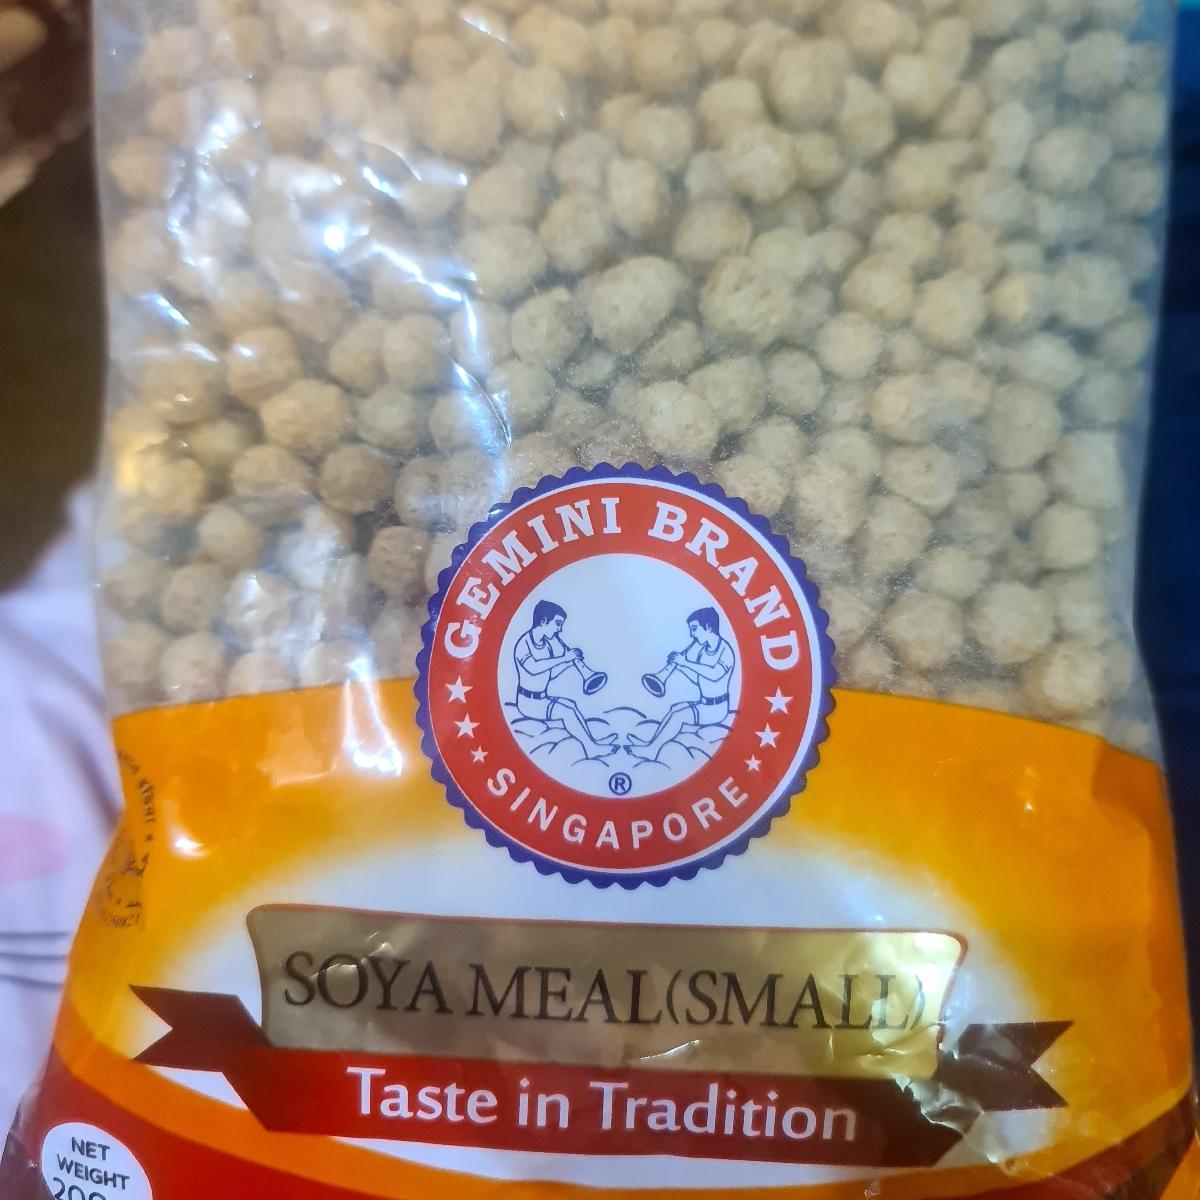 GEMINI BRAND
®
SINGAPORE
SOYA MEAL(SMALL)
Taste in Tradition
NET
WEIGHT